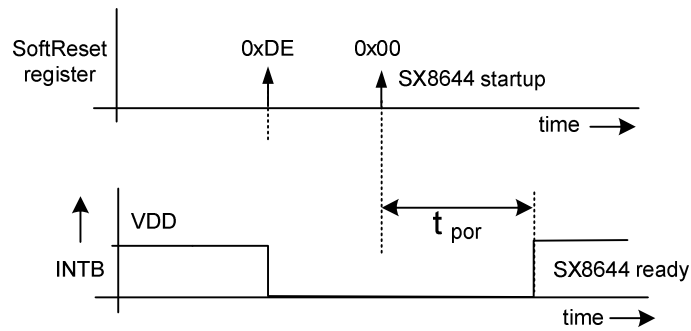 SoftReset
register
0xDE
0x00
SX8644 startup
time
VDD
INTB
t por
SX8644 ready
time